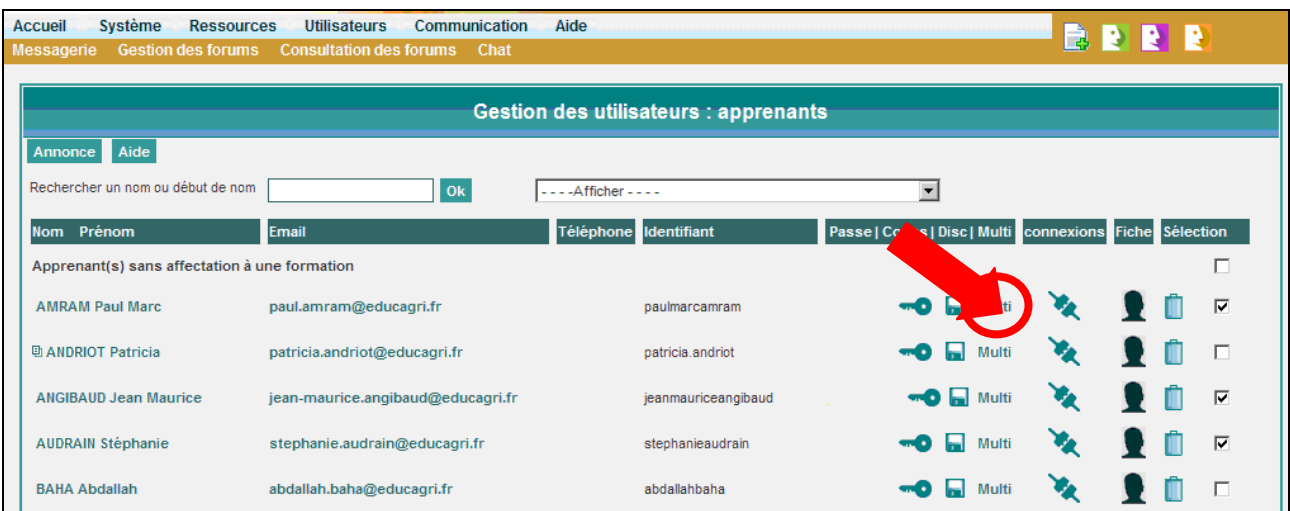 Accueil Système Ressources Utilisateurs Communication Aide
Messagerie Gestion des forums Consultation des forums Chat
Gestion des utilisateurs : apprenants
Annonce Aide
Rechercher un nom ou début de nom Ok - - - -Afficher - - - -
Nom Prénom Email Téléphone Identifiant Passe | | Disc | Multi connexions Fiche Sélection
Apprenant(s) sans affectation à une formation
AMRAM Paul Marc paul.amram@educagri.fr paulmarcamram
ANDRIOT Patricia patricia.andriot@educagri.fr patricia.andriot Multi
ANGIBAUD Jean Maurice jean-maurice.angibaud@educagri.fr jeanmauriceangibaud Multi
AUDRAIN Stéphanie stephanie.audrain@educagri.fr stephanieaudrain Multi
BAHA Abdallah abdallah.baha@educagri.fr abdallahbaha Multi